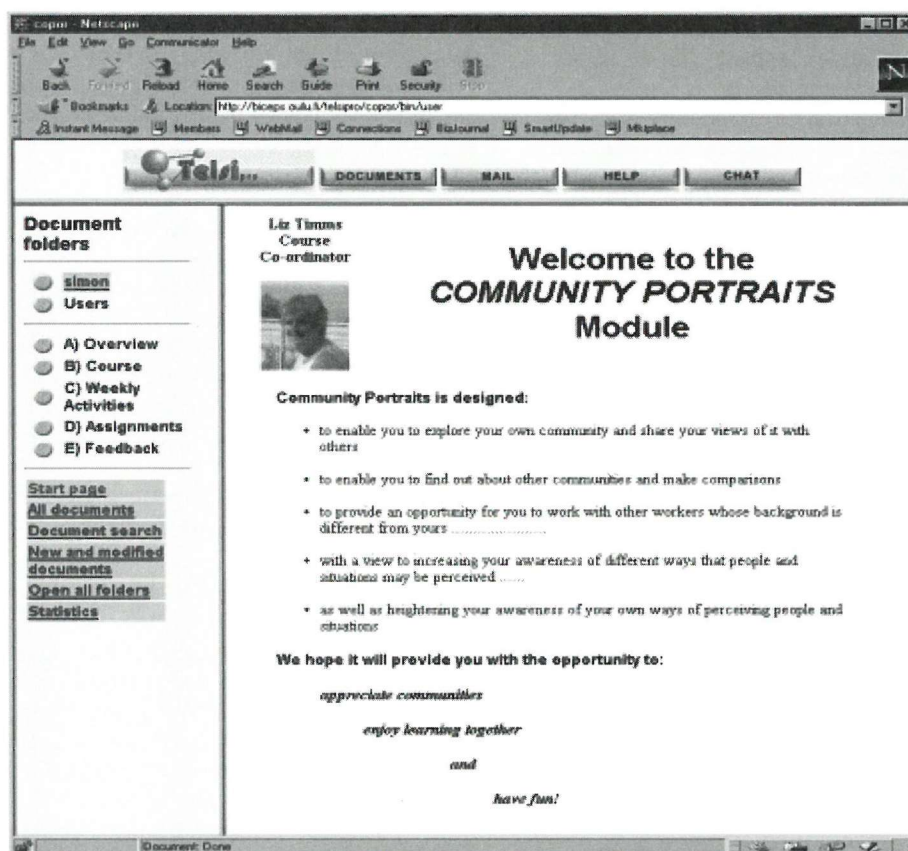 copor - Netscape
File Edit View Go Communicator Help
Back Forward Reload Home Search Guide Print Security Stop
Bookmarks Location: http://biceps.oulu.fi/telsipro/copor/bin/user
Instant Message Members WebMail Connections BizJournal SmartUpdate Mktplace
Telsi pro DOCUMENTS MAIL HELP CHAT
Document
folders
simon
Users
A) Overview
B) Course
C) Weekly
Activities
D) Assignments
E) Feedback
Start page
All documents
Document search
New and modified
documents
Open all folders
Statistics
Liz Timms
Course
Co-ordinator
Welcome to the
COMMUNITY PORTRAITS
Module
Community Portraits is designed:
• to enable you to explore your own community and share your views of it with
others
• to enable you to find out about other communities and make comparisons
• to provide an opportunity for you to work with other workers whose background is
different from yours ........................
• with a view to increasing your awareness of different ways that people and
situations may be perceived ......
• as well as heightening your awareness of your own ways of perceiving people and
situations
We hope it will provide you with the opportunity to:
appreciate communities
enjoy learning together
and
have fun!
Document: Done